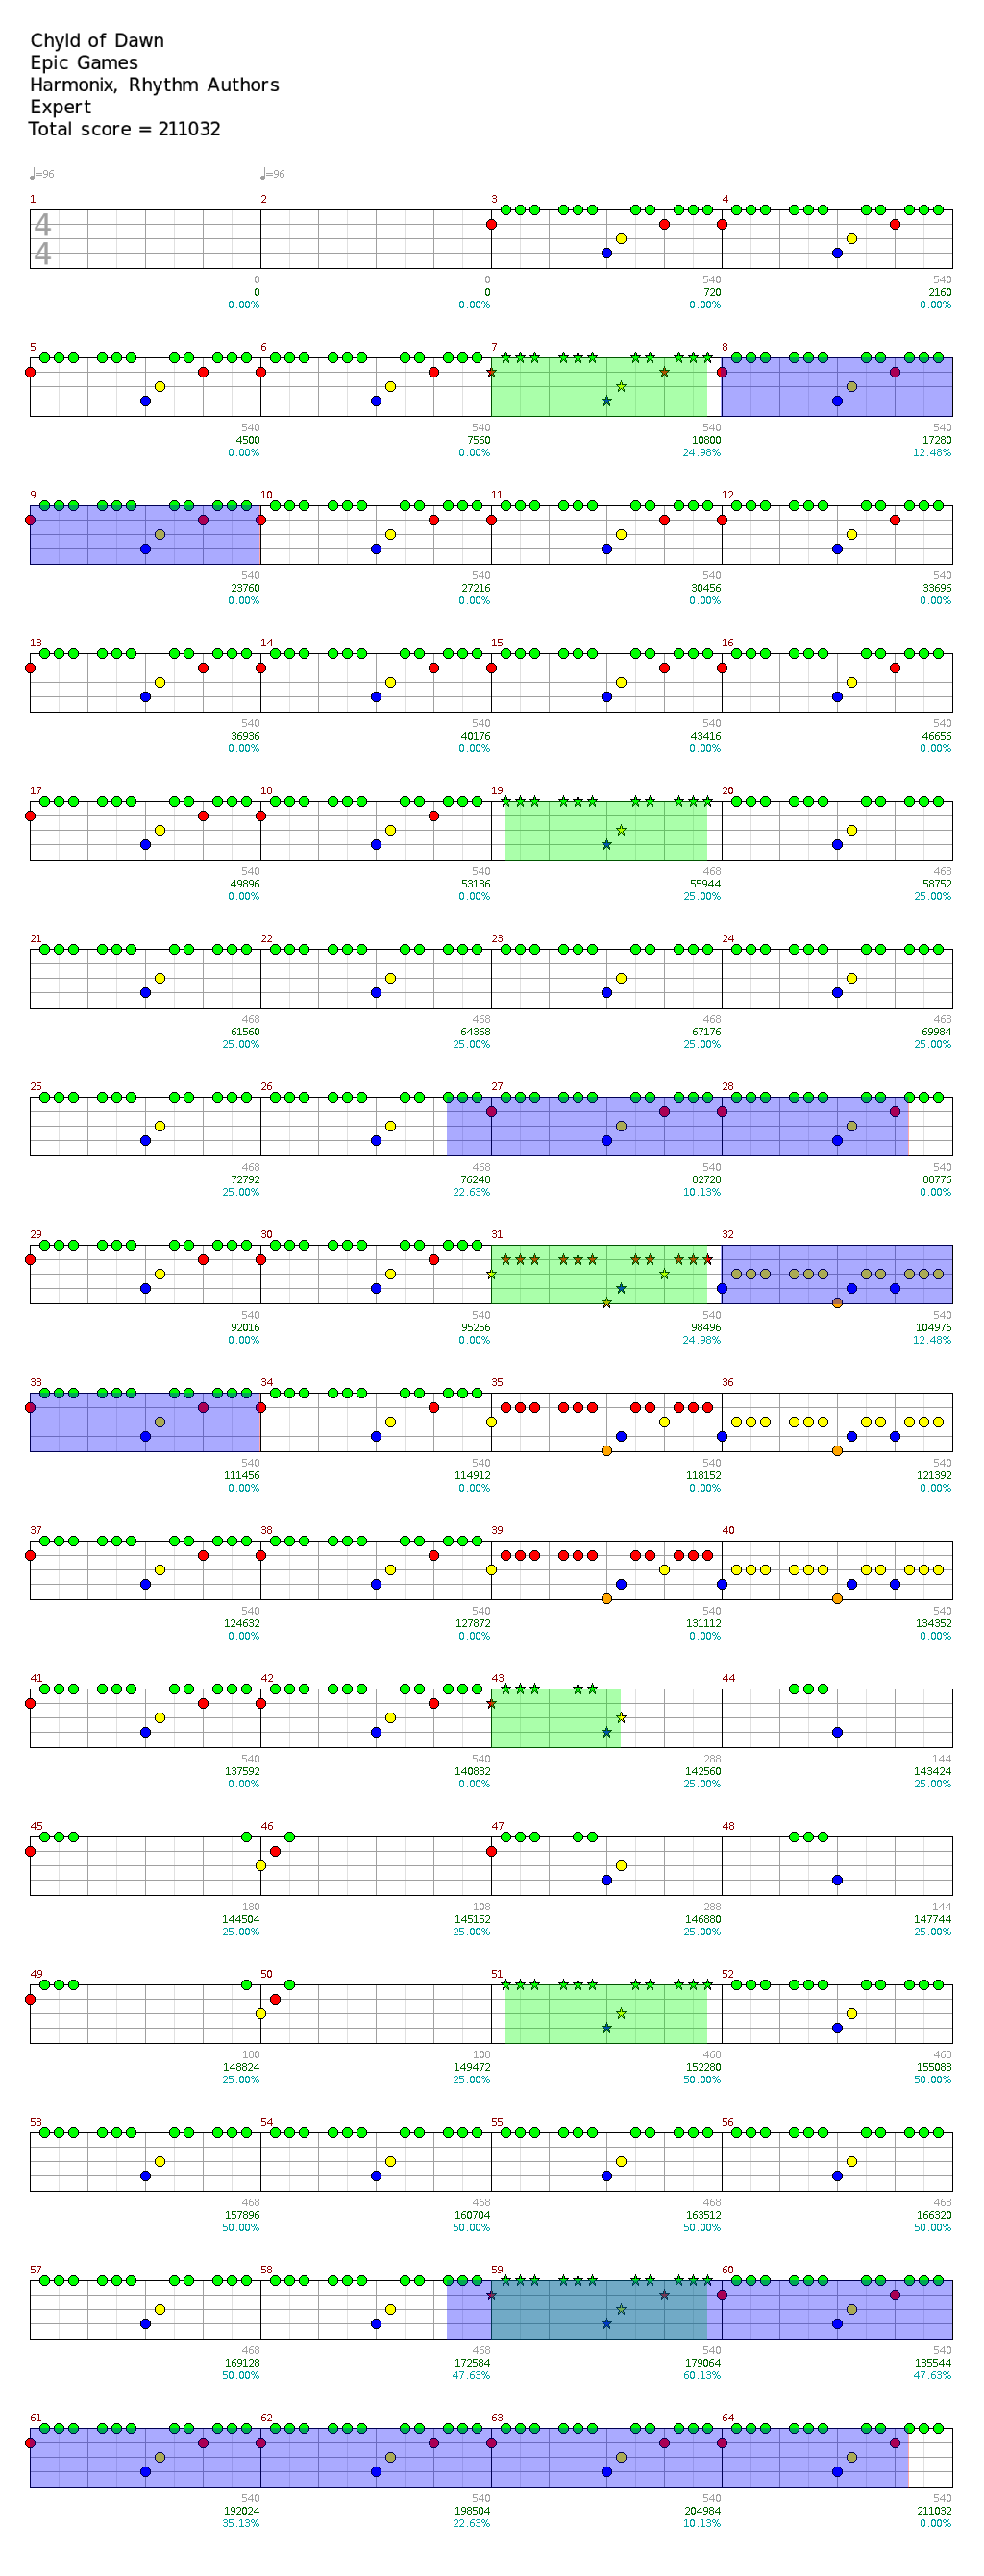 Chyld of Dawn
Epic Games
Harmonix, Rhythm Authors
Expert
Total score = 211032
♩=96 ♩=96
1 2 3 4
4
4
0 0 540 540
0 0 720 2160
0.00% 0.00% 0.00% 0.00%
5 6 7 8
540 540 540 540
4500 7560 10800 17280
0.00% 0.00% 24.98% 12.48%
9 10 11 12
540 540 540 540
23760 27216 30456 33696
0.00% 0.00% 0.00% 0.00%
13 14 15 16
540 540 540 540
36936 40176 43416 46656
0.00% 0.00% 0.00% 0.00%
17 18 19 20
540 540 468 468
49896 53136 55944 58752
0.00% 0.00% 25.00% 25.00%
21 22 23 24
468 468 468 468
61560 64368 67176 69984
25.00% 25.00% 25.00% 25.00%
25 26 27 28
468 468 540 540
72792 76248 82728 88776
25.00% 22.63% 10.13% 0.00%
29 30 31 32
540 540 540 540
92016 95256 98496 104976
0.00% 0.00% 24.98% 12.48%
33 34 35 36
540 540 540 540
111456 114912 118152 121392
0.00% 0.00% 0.00% 0.00%
37 38 39 40
540 540 540 540
124632 127872 131112 134352
0.00% 0.00% 0.00% 0.00%
41 42 43 44
540 540 288 144
137592 140832 142560 143424
0.00% 0.00% 25.00% 25.00%
45 46 47 48
180 108 288 144
144504 145152 146880 147744
25.00% 25.00% 25.00% 25.00%
49 50 51 52
180 108 468 468
148824 149472 152280 155088
25.00% 25.00% 50.00% 50.00%
53 54 55 56
468 468 468 468
157896 160704 163512 166320
50.00% 50.00% 50.00% 50.00%
57 58 59 60
468 468 540 540
169128 172584 179064 185544
50.00% 47.63% 60.13% 47.63%
61 62 63 64
540 540 540 540
192024 198504 204984 211032
35.13% 22.63% 10.13% 0.00%